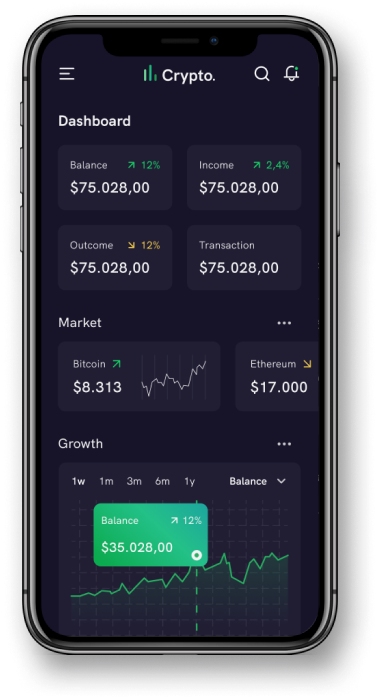 Crypto.
Dashboard
Balance 12%
$75.028,00
Income 2,4%
$75.028,00
Outcome 12%
$75.028,00
Transaction
$75.028,00
Market
Bitcoin
$8.313
Ethereum
$17.000
Growth
1w 1m 3m 6m 1y Balance
Balance 12%
$35.028,00